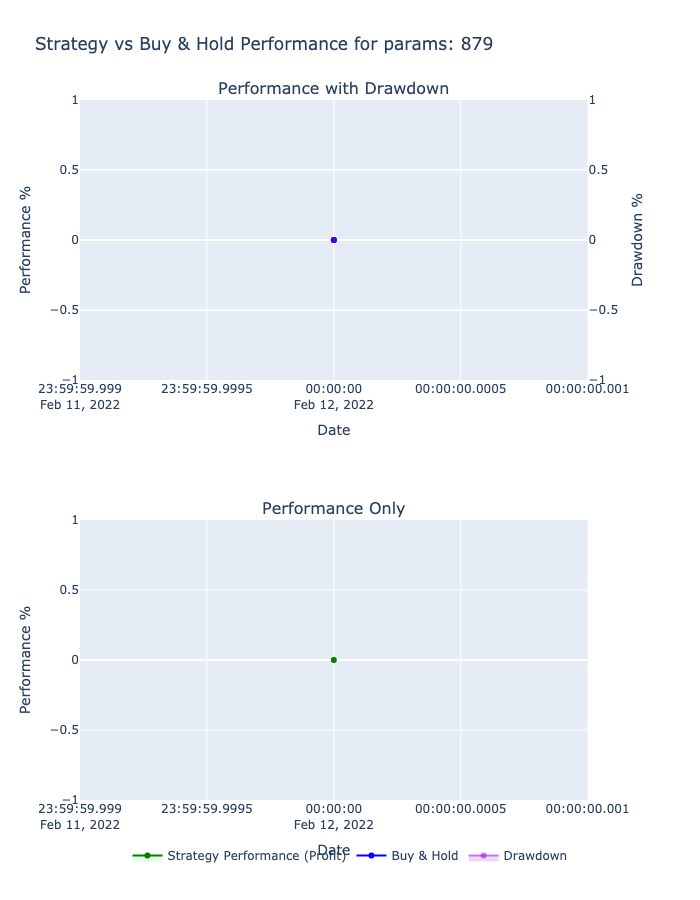 Strategy vs Buy & Hold Performance for params: 879
Performance with Drawdown
1
0.5
0
−0.5
−1
Performance %
1
0.5
0
−0.5
−1
Drawdown %
23:59:59.999
Feb 11, 2022
23:59:59.9995
00:00:00
Feb 12, 2022
00:00:00.0005
00:00:00.001
Date
Performance Only
1
0.5
0
−0.5
−1
Performance %
23:59:59.999
Feb 11, 2022
23:59:59.9995
00:00:00
Feb 12, 2022
00:00:00.0005
00:00:00.001
Date
Strategy Performance (Profit)
Buy & Hold
Drawdown